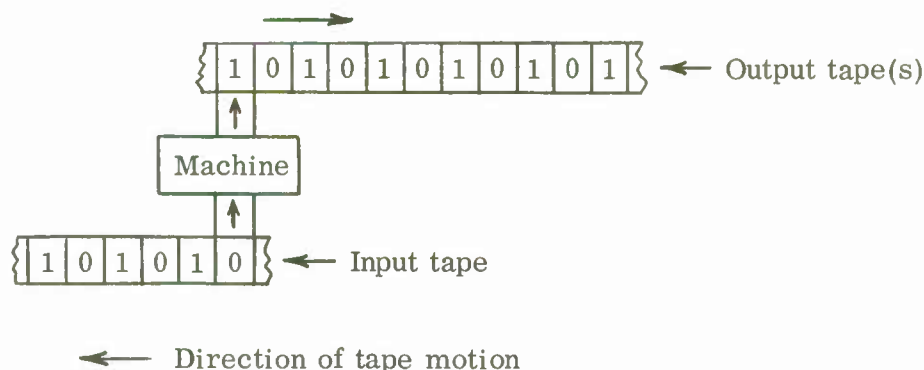 1 0 1 0 1 0 1 0 1 0 1
Output tape(s)
Machine
1 0 1 0 1 0
Input tape
Direction of tape motion